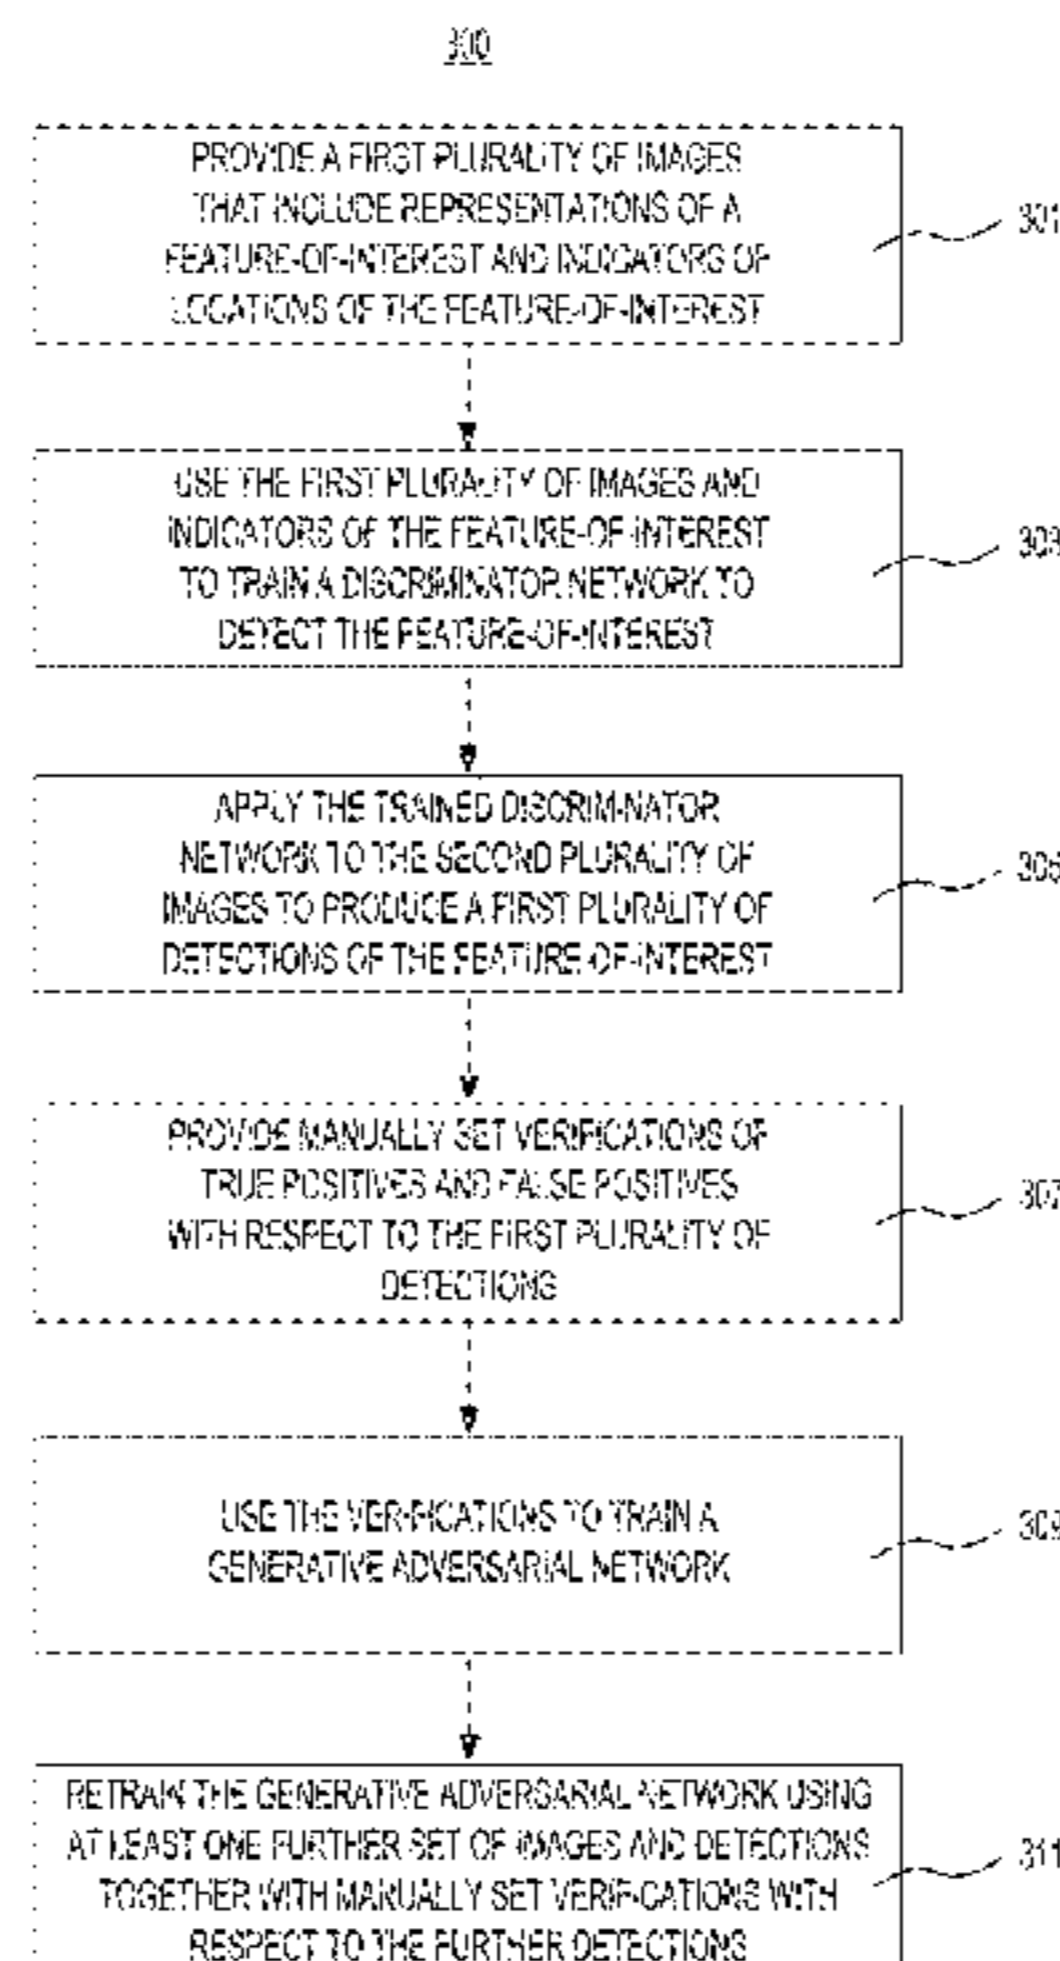 300
PROVIDE A FIRST PLURALITY OF IMAGES
THAT INCLUDE REPRESENTATIONS OF A
FEATURE-OF-INTEREST AND INDICATORS OF
LOCATIONS OF THE FEATURE-OF-INTEREST
301
USE THE FIRST PLURALITY OF IMAGES AND
INDICATORS OF THE FEATURE-OF-INTEREST
TO TRAIN A DISCRIMINATOR NETWORK TO
DETECT THE FEATURE-OF-INTEREST
303
APPLY THE TRAINED DISCRIMINATOR
NETWORK TO THE SECOND PLURALITY OF
IMAGES TO PRODUCE A FIRST PLURALITY OF
DETECTIONS OF THE FEATURE-OF-INTEREST
305
PROVIDE MANUALLY SET VERIFICATIONS OF
TRUE POSITIVES AND FALSE POSITIVES
WITH RESPECT TO THE FIRST PLURALITY OF
DETECTIONS
307
USE THE VERIFICATIONS TO TRAIN A
GENERATIVE ADVERSARIAL NETWORK
309
RETRAIN THE GENERATIVE ADVERSARIAL NETWORK USING
AT LEAST ONE FURTHER SET OF IMAGES AND DETECTIONS
TOGETHER WITH MANUALLY SET VERIFICATIONS WITH
RESPECT TO THE FURTHER DETECTIONS
311